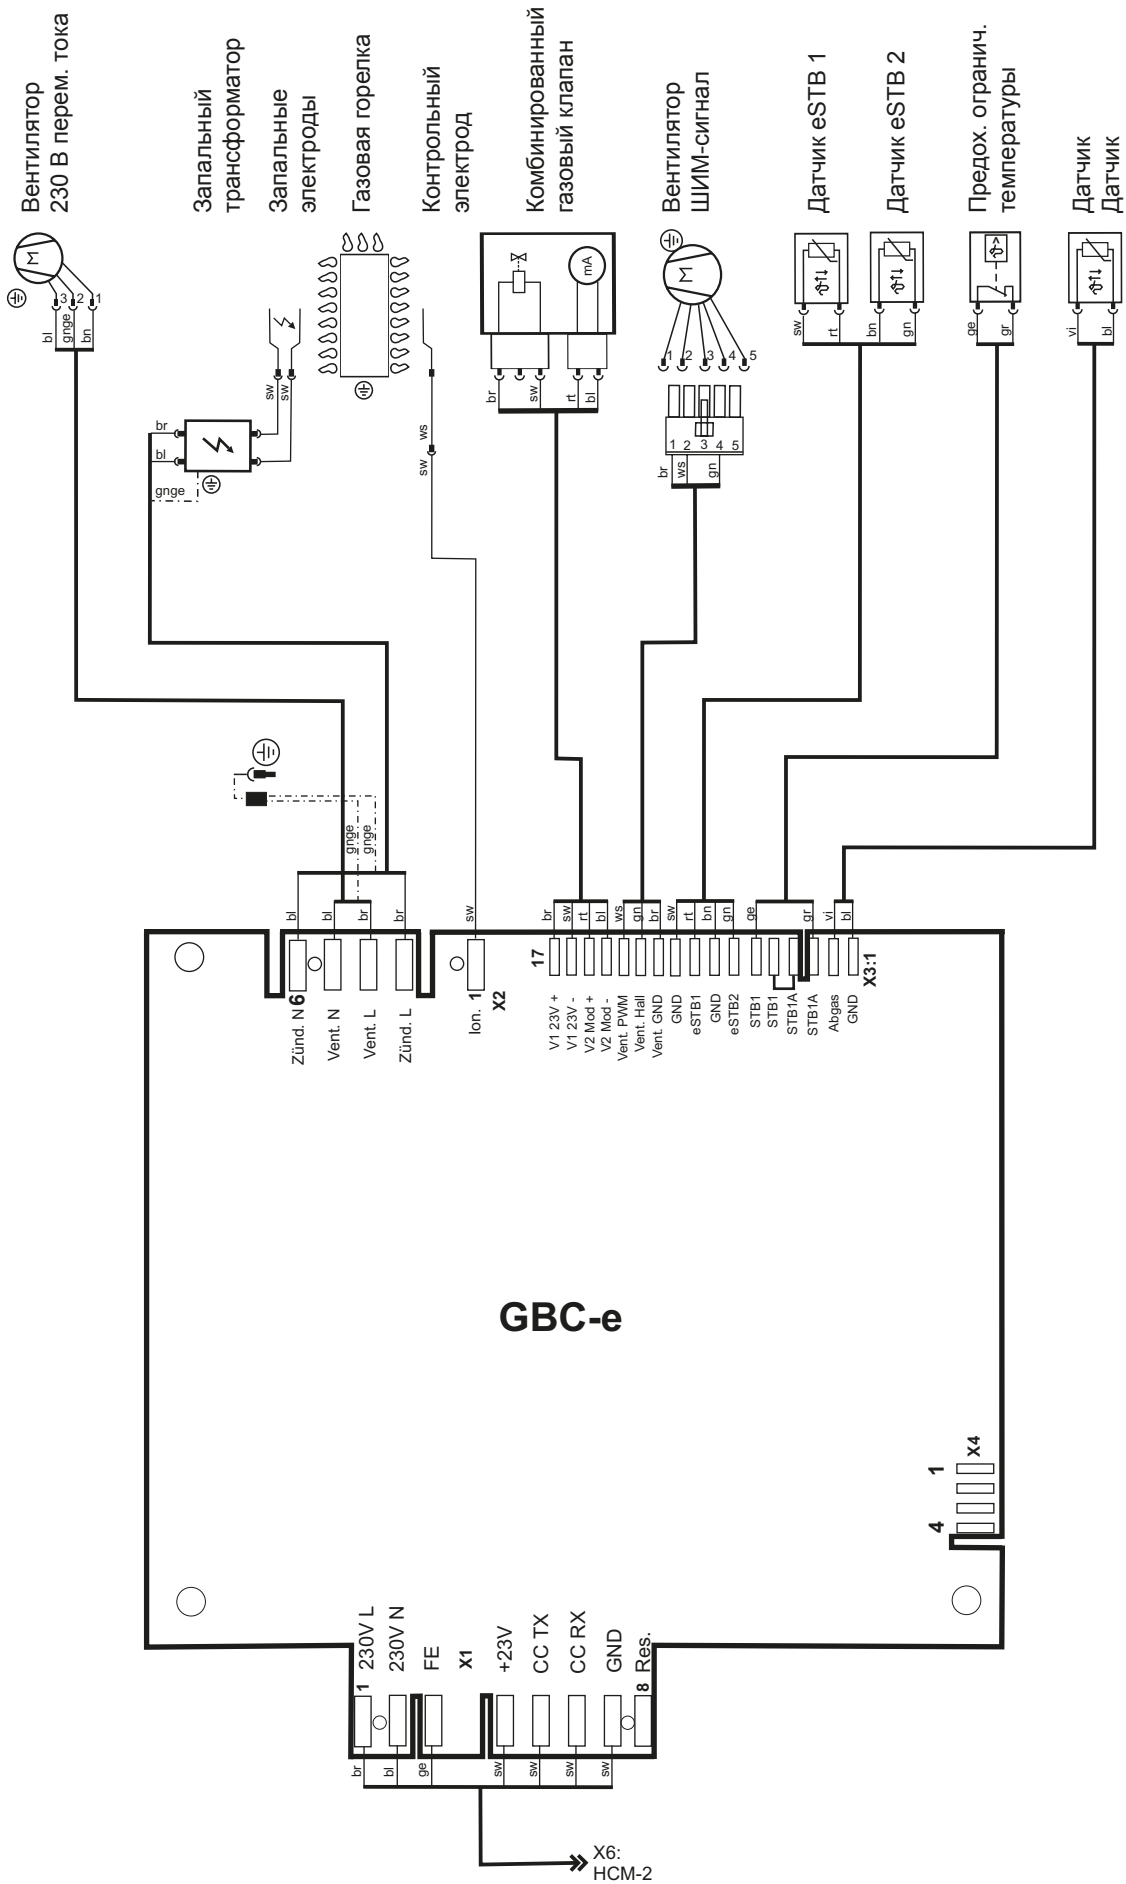 Вентилятор
230 В перем. тока
Запальный
трансформатор
Запальные
электроды
Газовая горелка
Контрольный
электрод
Комбинированный
газовый клапан
Вентилятор
ШИМ-сигнал
Датчик eSTB 1
Датчик eSTB 2
Предох. огранич.
температуры
Датчик
Датчик
3
2
1
bl
gnge
bn
br
bl
gnge
sw
sw
ws
sw
mA
br
sw
rt
bl
1
2
3
4
5
1
2
3
4
5
br
ws
gn
sw
rt
bn
gn
ge
gr
vi
bl
gnge
gnge
bl
bl
br
br
sw
br
sw
rt
bl
ws
gn
br
sw
rt
bn
gn
ge
gr
vi
bl
Zünd. N 6
Vent. N
Vent. L
Zünd. L
Ion. 1
X2
17
V1 23V +
V1 23V -
V2 Mod +
V2 Mod -
Vent. PWM
Vent. Hall
Vent. GND
GND
eSTB1
GND
eSTB2
STB1
STB1
STB1A
STB1A
Abgas
GND
X3:1
GBC-e
1
X4
4
1
230V L
230V N
FE
X1
+23V
CC TX
CC RX
GND
8 Res.
br
bl
ge
sw
sw
sw
sw
X6:
HCM-2